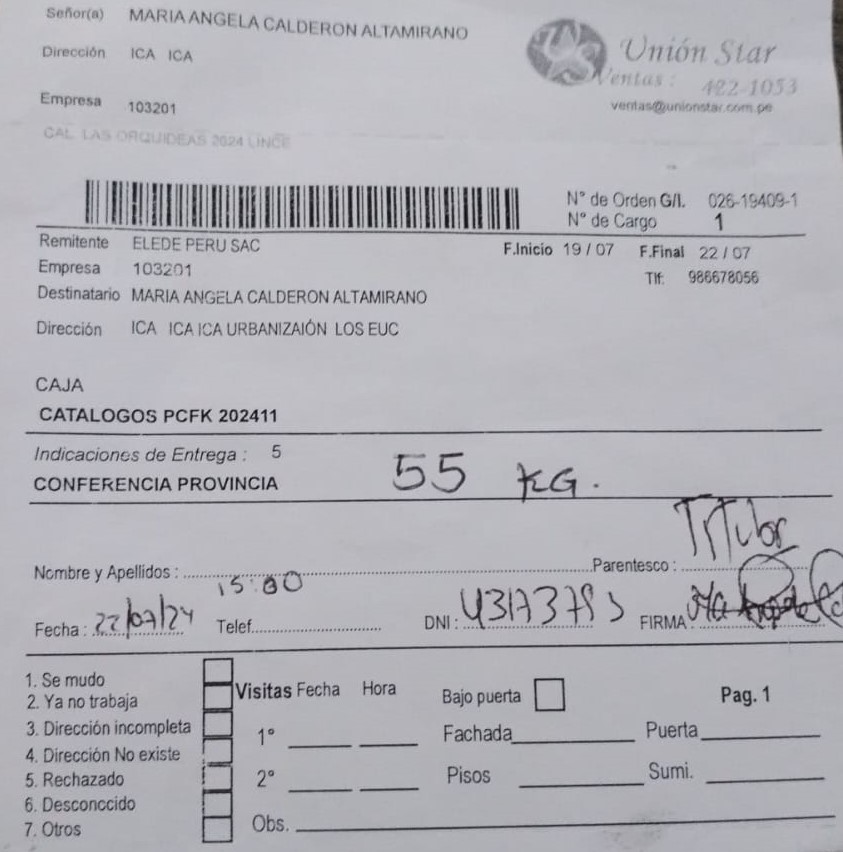 Señor(a) MARIA ANGELA CALDERON ALTAMIRANO
Dirección ICA ICA
Unión Star
Ventas : 422-1053
ventas@unionstar.com.pe
Empresa 103201
CAL. LAS ORQUIDEAS 2024 LINCE
N° de Orden G/I. 026-19409-1
N° de Cargo 1
Remitente ELEDE PERU SAC
F.Inicio 19 / 07 F.Final 22 / 07
Empresa 103201
Tlf: 986678056
Destinatario MARIA ANGELA CALDERON ALTAMIRANO
Dirección ICA ICA ICA URBANIZAIÓN LOS EUC
CAJA
CATALOGOS PCFK 202411
Indicaciones de Entrega : 5
CONFERENCIA PROVINCIA
55 KG.
Nombre y Apellidos : Parentesco : Titular
15:00
Fecha : 22/07/24 Telef. DNI : FIRMA
1. Se mudo
2. Ya no trabaja
3. Dirección incompleta
4. Dirección No existe
5. Rechazado
6. Desconccido
7. Otros
Visitas Fecha Hora
1°
2°
Obs.
Bajo puerta
Fachada Puerta
Pisos Sumi.
Pag. 1